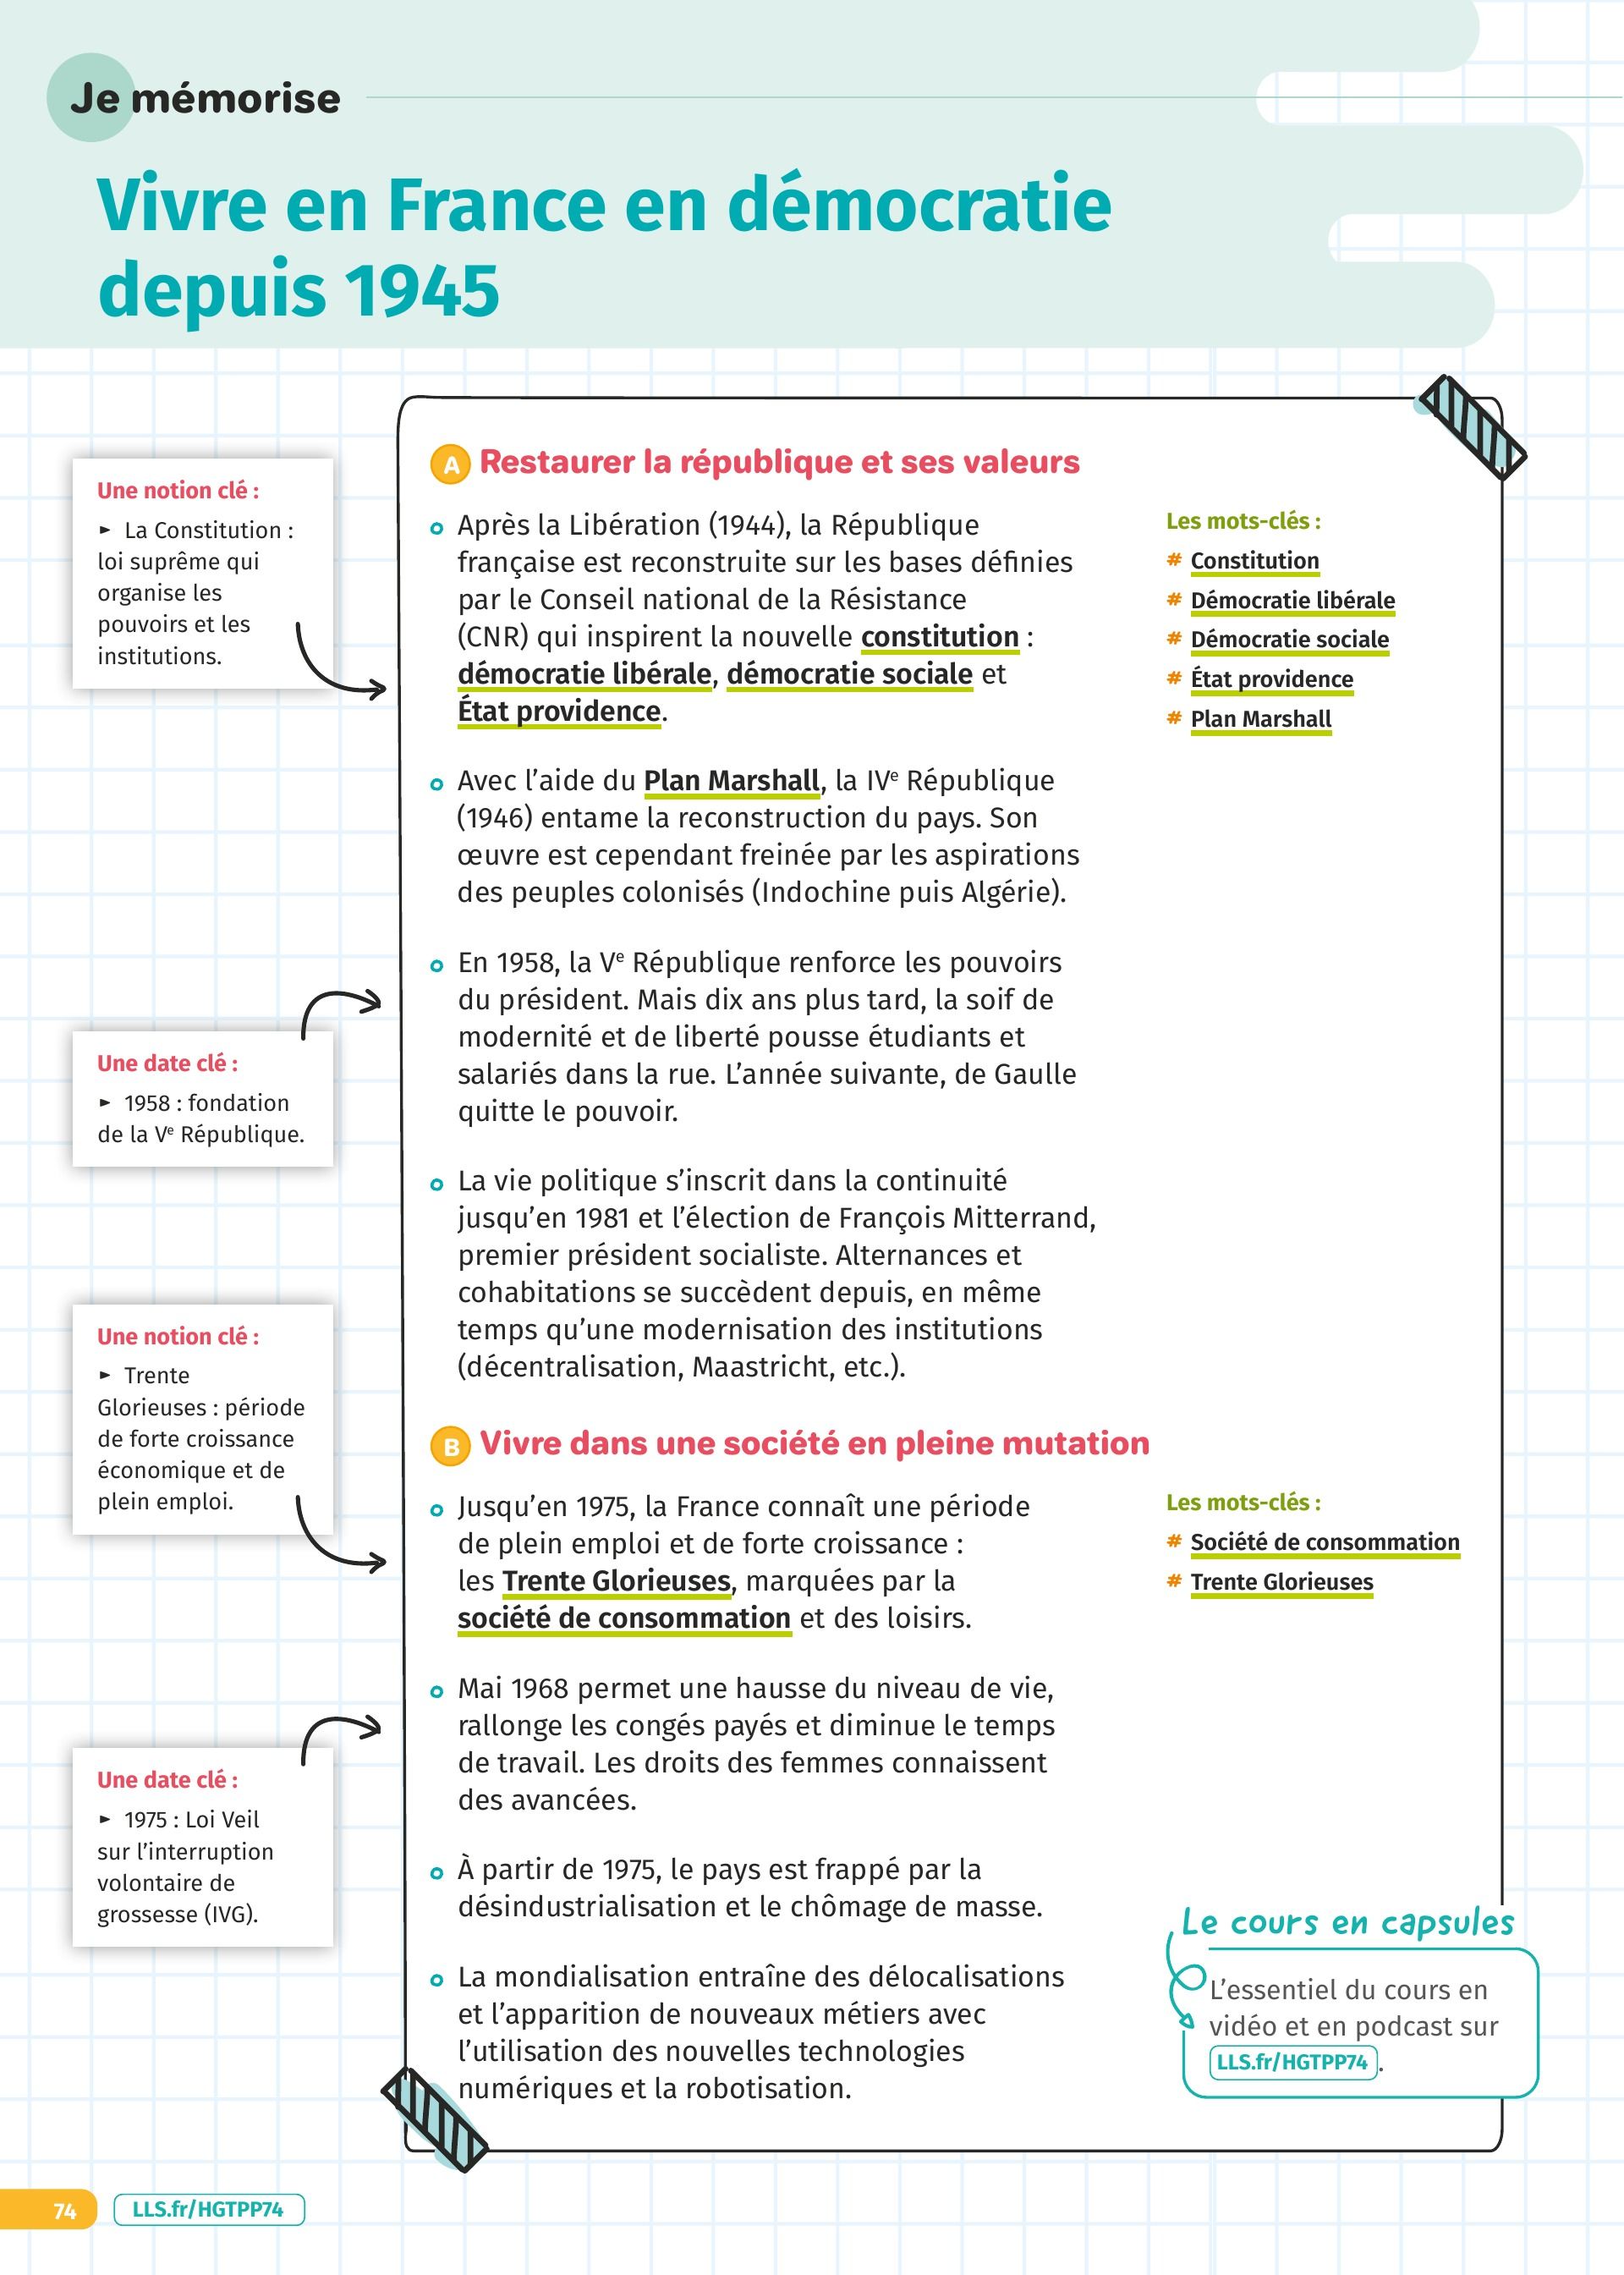 Je mémorise
Vivre en France en démocratie
depuis 1945
Une notion clé :
► La Constitution :
loi suprême qui
organise les
pouvoirs et les
institutions.
Une date clé :
► 1958 : fondation
de la Vᵉ République.
Une notion clé :
► Trente
Glorieuses : période
de forte croissance
économique et de
plein emploi.
Une date clé :
► 1975 : Loi Veil
sur l’interruption
volontaire de
grossesse (IVG).
A Restaurer la république et ses valeurs
Après la Libération (1944), la République
française est reconstruite sur les bases définies
par le Conseil national de la Résistance
(CNR) qui inspirent la nouvelle constitution :
démocratie libérale, démocratie sociale et
État providence.
Avec l’aide du Plan Marshall, la IVᵉ République
(1946) entame la reconstruction du pays. Son
œuvre est cependant freinée par les aspirations
des peuples colonisés (Indochine puis Algérie).
En 1958, la Vᵉ République renforce les pouvoirs
du président. Mais dix ans plus tard, la soif de
modernité et de liberté pousse étudiants et
salariés dans la rue. L’année suivante, de Gaulle
quitte le pouvoir.
La vie politique s’inscrit dans la continuité
jusqu’en 1981 et l’élection de François Mitterrand,
premier président socialiste. Alternances et
cohabitations se succèdent depuis, en même
temps qu’une modernisation des institutions
(décentralisation, Maastricht, etc.).
Les mots-clés :
# Constitution
# Démocratie libérale
# Démocratie sociale
# État providence
# Plan Marshall
B Vivre dans une société en pleine mutation
Jusqu’en 1975, la France connaît une période
de plein emploi et de forte croissance :
les Trente Glorieuses, marquées par la
société de consommation et des loisirs.
Mai 1968 permet une hausse du niveau de vie,
rallonge les congés payés et diminue le temps
de travail. Les droits des femmes connaissent
des avancées.
À partir de 1975, le pays est frappé par la
désindustrialisation et le chômage de masse.
La mondialisation entraîne des délocalisations
et l’apparition de nouveaux métiers avec
l’utilisation des nouvelles technologies
numériques et la robotisation.
Les mots-clés :
# Société de consommation
# Trente Glorieuses
Le cours en capsules
L’essentiel du cours en
vidéo et en podcast sur
LLS.fr/HGTPP74.
74 LLS.fr/HGTPP74